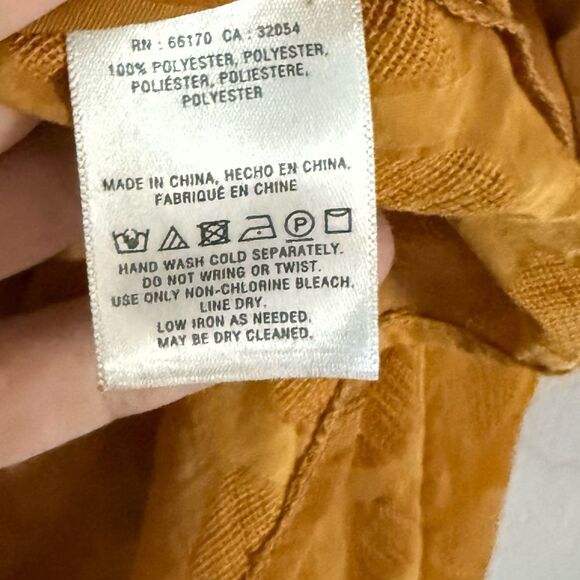 RN : 66170 CA : 32054
100% POLYESTER, POLYESTER,
POLIÉSTER, POLIESTERE,
POLYESTER
MADE IN CHINA, HECHO EN CHINA,
FABRIQUÉ EN CHINE
P
HAND WASH COLD SEPARATELY.
DO NOT WRING OR TWIST.
USE ONLY NON-CHLORINE BLEACH.
LINE DRY.
LOW IRON AS NEEDED.
MAY BE DRY CLEANED.